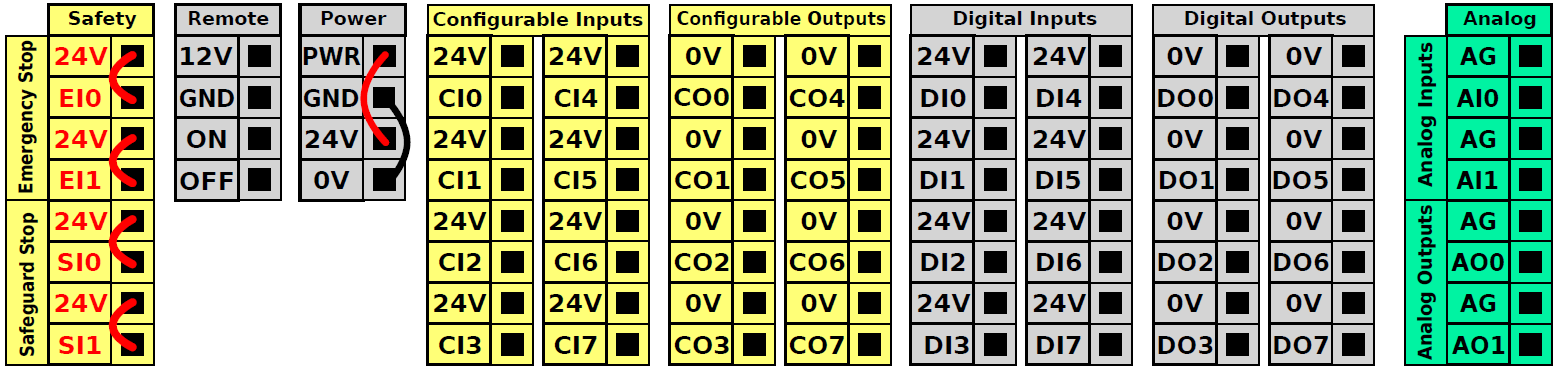 Safety
Emergency Stop
24V
EI0
24V
EI1
Safeguard Stop
24V
SI0
24V
SI1
Remote
12V
GND
ON
OFF
Power
PWR
GND
24V
0V
Configurable Inputs
24V 24V
CI0 CI4
24V 24V
CI1 CI5
24V 24V
CI2 CI6
24V 24V
CI3 CI7
Configurable Outputs
0V 0V
CO0 CO4
0V 0V
CO1 CO5
0V 0V
CO2 CO6
0V 0V
CO3 CO7
Digital Inputs
24V 24V
DI0 DI4
24V 24V
DI1 DI5
24V 24V
DI2 DI6
24V 24V
DI3 DI7
Digital Outputs
0V 0V
DO0 DO4
0V 0V
DO1 DO5
0V 0V
DO2 DO6
0V 0V
DO3 DO7
Analog
Analog Inputs
AG
AI0
AG
AI1
Analog Outputs
AG
AO0
AG
AO1